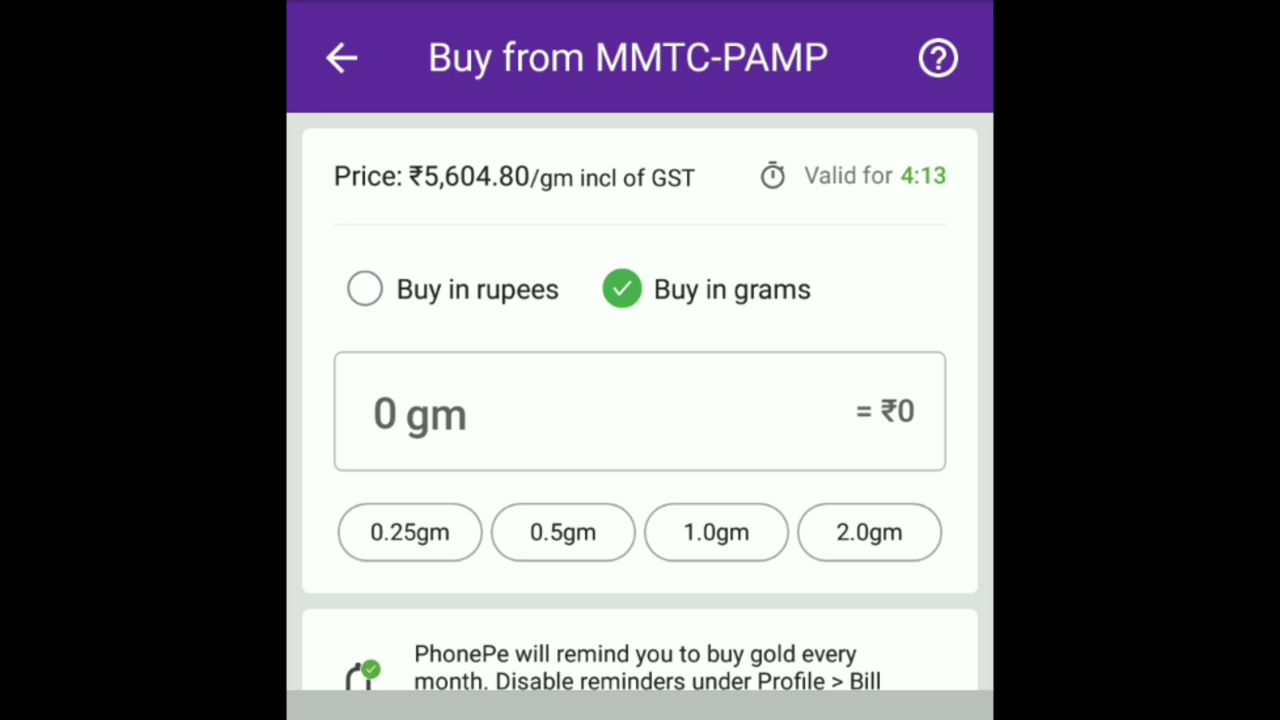 Buy from MMTC-PAMP
Price: ₹5,604.80/gm incl of GST
Valid for 4:13
Buy in rupees
Buy in grams
0 gm
= ₹0
0.25gm
0.5gm
1.0gm
2.0gm
PhonePe will remind you to buy gold every
month. Disable reminders under Profile > Bill